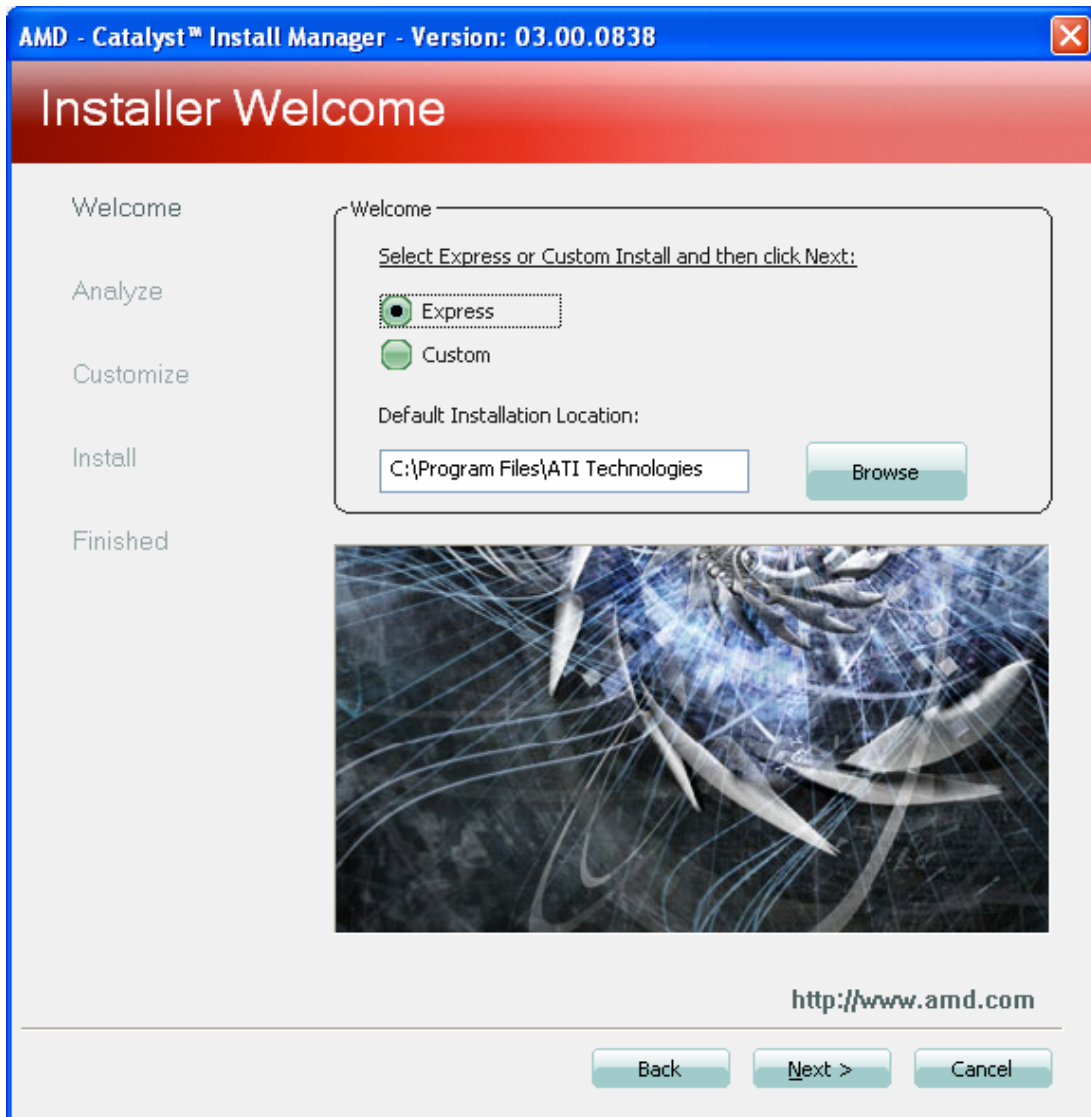 AMD - Catalyst™ Install Manager - Version: 03.00.0838
Installer Welcome
Welcome
Analyze
Customize
Install
Finished
Welcome
Select Express or Custom Install and then click Next:
Express
Custom
Default Installation Location:
C:\Program Files\ATI Technologies
Browse
http://www.amd.com
Back
Next >
Cancel